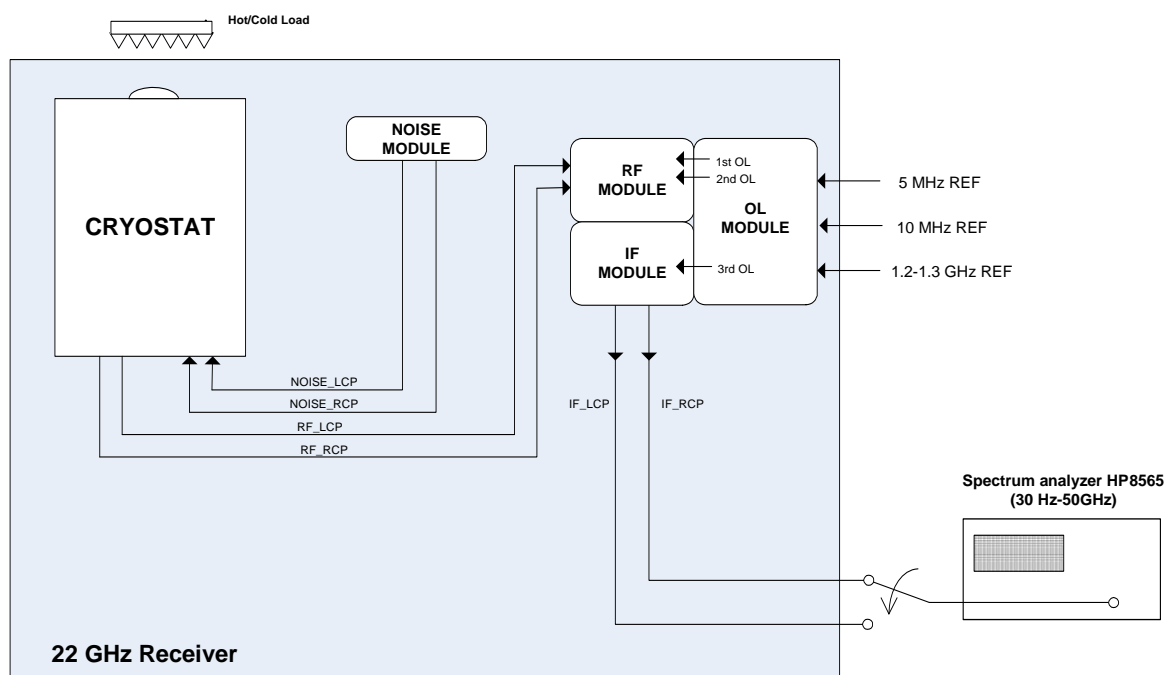 Hot/Cold Load
NOISE
MODULE
CRYOSTAT
RF
MODULE
1st OL
2nd OL
OL
MODULE
IF
MODULE
3rd OL
5 MHz REF
10 MHz REF
1.2-1.3 GHz REF
NOISE_LCP
NOISE_RCP
RF_LCP
RF_RCP
IF_LCP
IF_RCP
Spectrum analyzer HP8565
(30 Hz-50GHz)
22 GHz Receiver